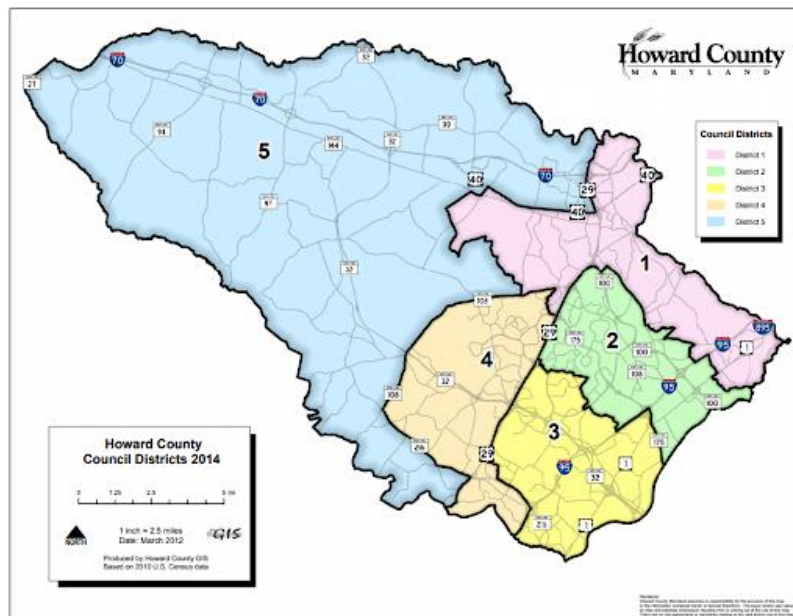 Howard County
MARYLAND
Council Districts
District 1
District 2
District 3
District 4
District 5
27
70
32
70
94
144
32
99
40
70
29
40
40
97
5
1
32
100
895
108
29
175
2
100
95
1
4
108
95
32
100
108
3
175
216
29
95
1
32
216
1
Howard County
Council Districts 2014
0 1.25 2.5 5 mi
NORTH
1 inch = 2.5 miles
Date: March 2012
GIS
Produced by Howard County GIS
Based on 2010 U.S. Census data
Disclaimer